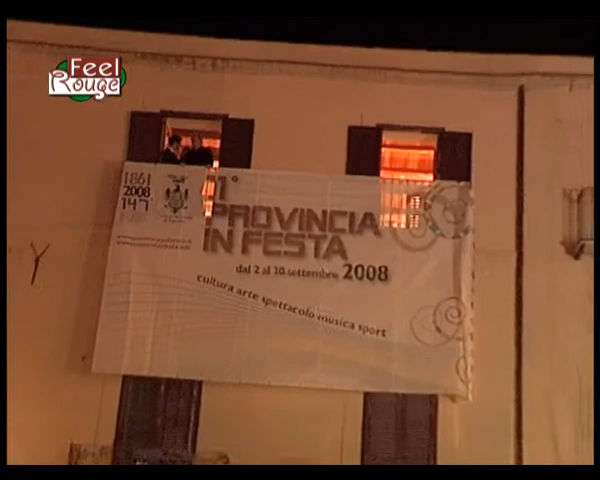 Feel
Rouge
1861
2008
147
1°
PROVINCIA
IN FESTA
dal 2 al 10 settembre 2008
cultura arte spettacolo musica sport